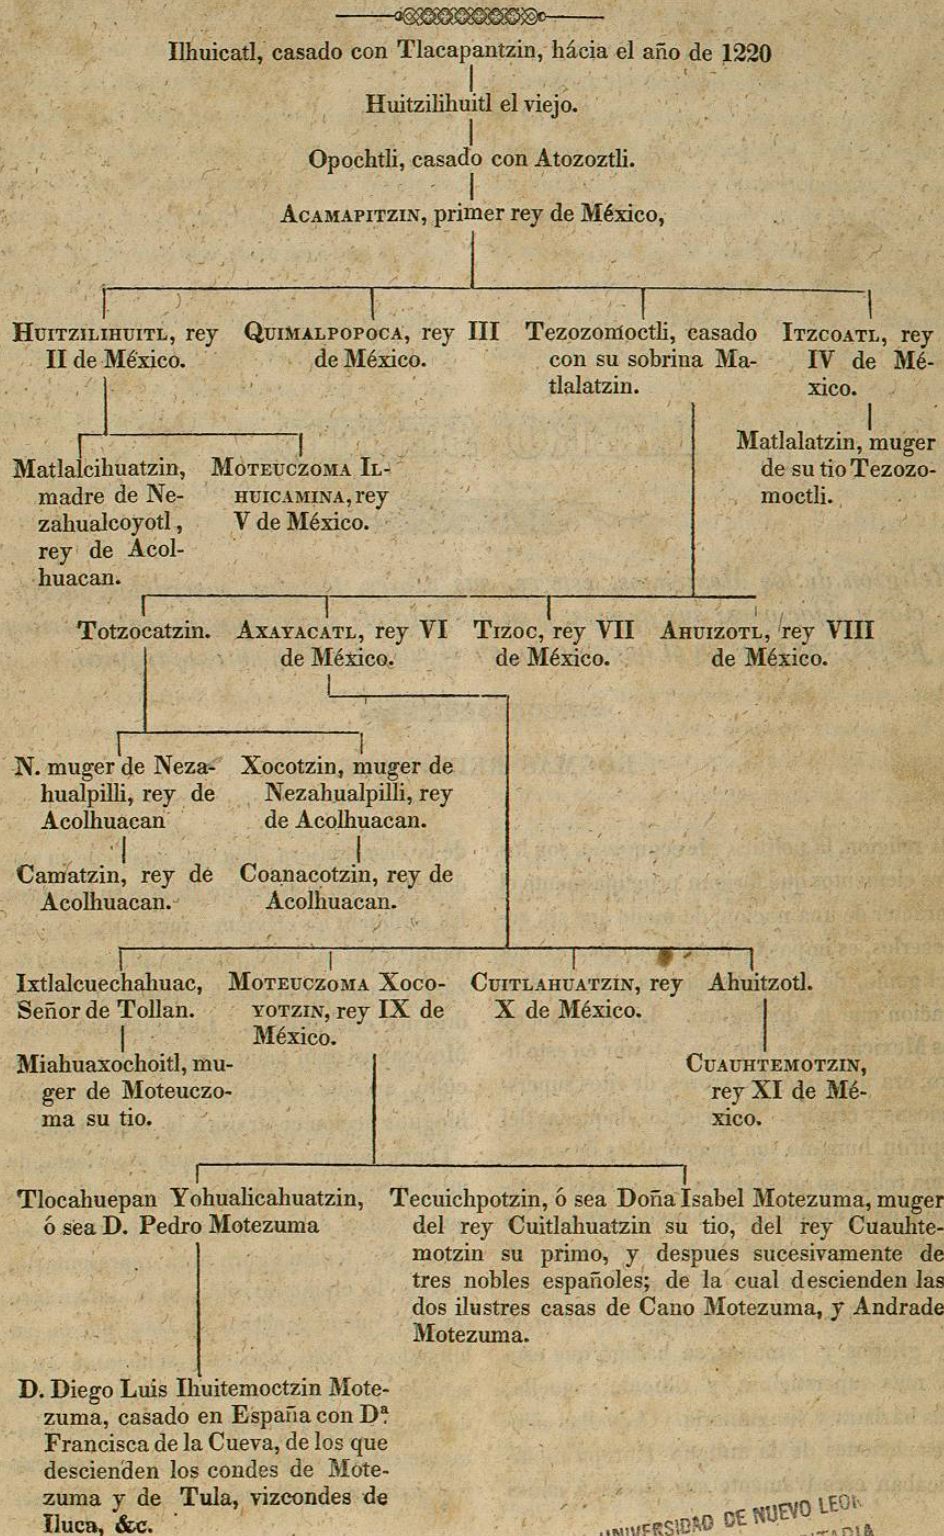 Ilhuicatl, casado con Tlacapantzin, hácia el año de 1220
Huitzilihuitl el viejo.
Opochtli, casado con Atozoztli.
ACAMAPITZIN, primer rey de México,
HUITZILIHUITL, rey
II de México.
QUIMALPOPOCA, rey III
de México.
Tezozomoctli, casado
con su sobrina Ma-
tlalatzin.
ITZCOATL, rey
IV de Mé-
xico.
Matlalcihuatzin,
madre de Ne-
zahualcoyotl,
rey de Acol-
huacan.
MOTEUCZOMA IL-
HUICAMINA, rey
V de México.
Matlalatzin, muger
de su tio Tezozo-
moctli.
Totzocatzin.
AXAYACATL, rey VI
de México.
TIZOC, rey VII
de México.
AHUIZOTL, rey VIII
de México.
N. muger de Neza-
hualpilli, rey de
Acolhuacan
Xocotzin, muger de
Nezahualpilli, rey
de Acolhuacan.
Camatzin, rey de
Acolhuacan.
Coanacotzin, rey de
Acolhuacan.
Ixtlalcuechahuac,
Señor de Tollan.
MOTEUCZOMA XOCO-
YOTZIN, rey IX de
México.
CUITLAHUATZIN, rey
X de México.
Ahuitzotl.
Miahuaxochoitl, mu-
ger de Moteuczo-
ma su tio.
CUAUHTEMOTZIN,
rey XI de Mé-
xico.
Tlocahuepan Yohualicahuatzin,
ó sea D. Pedro Motezuma
Tecuichpotzin, ó sea Doña Isabel Motezuma, muger
del rey Cuitlahuatzin su tio, del rey Cuauhte-
motzin su primo, y despues sucesivamente de
tres nobles españoles; de la cual descienden las
dos ilustres casas de Cano Motezuma, y Andrade
Motezuma.
D. Diego Luis Ihuitemoctzin Mote-
zuma, casado en España con Dª
Francisca de la Cueva, de los que
descienden los condes de Mote-
zuma y de Tula, vizcondes de
Iluca, &c.
UNIVERSIDAD DE NUEVO LEON